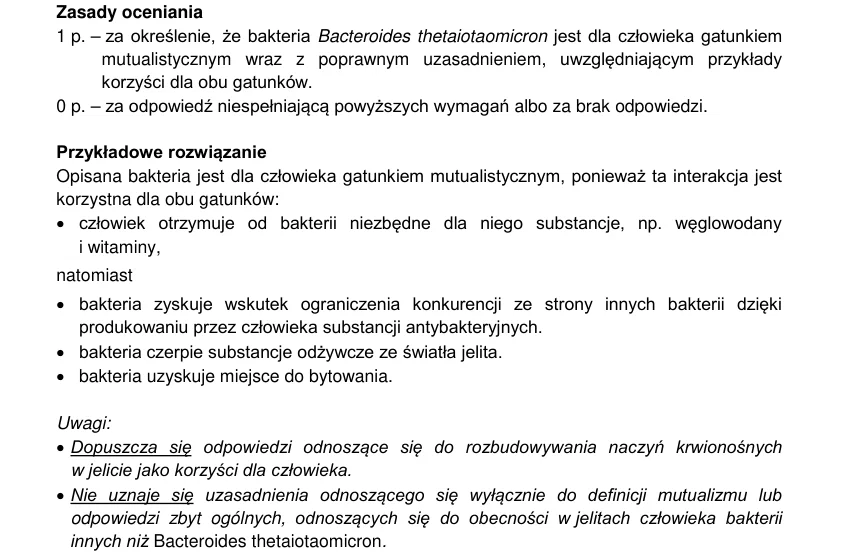 Zasady oceniania
1 p. – za określenie, że bakteria Bacteroides thetaiotaomicron jest dla człowieka gatunkiem
mutualistycznym wraz z poprawnym uzasadnieniem, uwzględniającym przykłady
korzyści dla obu gatunków.
0 p. – za odpowiedź niespełniającą powyższych wymagań albo za brak odpowiedzi.
Przykładowe rozwiązanie
Opisana bakteria jest dla człowieka gatunkiem mutualistycznym, ponieważ ta interakcja jest
korzystna dla obu gatunków:
• człowiek otrzymuje od bakterii niezbędne dla niego substancje, np. węglowodany
i witaminy,
natomiast
• bakteria zyskuje wskutek ograniczenia konkurencji ze strony innych bakterii dzięki
produkowaniu przez człowieka substancji antybakteryjnych.
• bakteria czerpie substancje odżywcze ze światła jelita.
• bakteria uzyskuje miejsce do bytowania.
Uwagi:
• Dopuszcza się odpowiedzi odnoszące się do rozbudowywania naczyń krwionośnych
w jelicie jako korzyści dla człowieka.
• Nie uznaje się uzasadnienia odnoszącego się wyłącznie do definicji mutualizmu lub
odpowiedzi zbyt ogólnych, odnoszących się do obecności w jelitach człowieka bakterii
innych niż Bacteroides thetaiotaomicron.